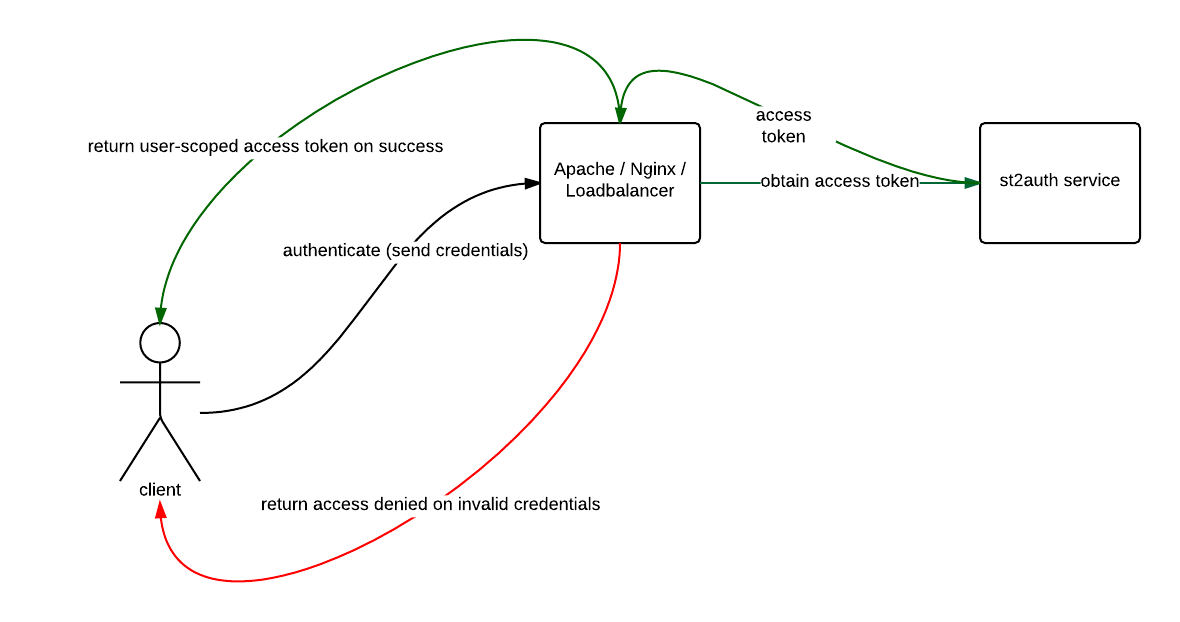 access
token
return user-scoped access token on success
Apache / Nginx /
Loadbalancer
obtain access token
st2auth service
authenticate (send credentials)
client
return access denied on invalid credentials